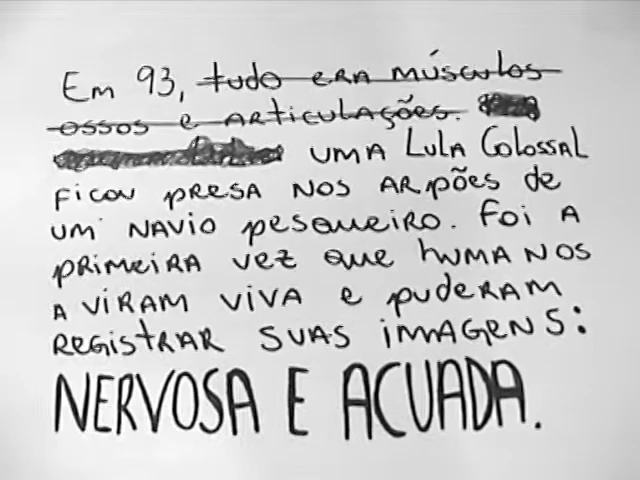 Em 93, tudo era músculos
ossos e articulações.
uma Lula Colossal
ficou presa nos arpões de
um navio pesqueiro. Foi a
primeira vez que humanos
a viram viva e puderam
registrar suas imagens:
NERVOSA E ACUADA.